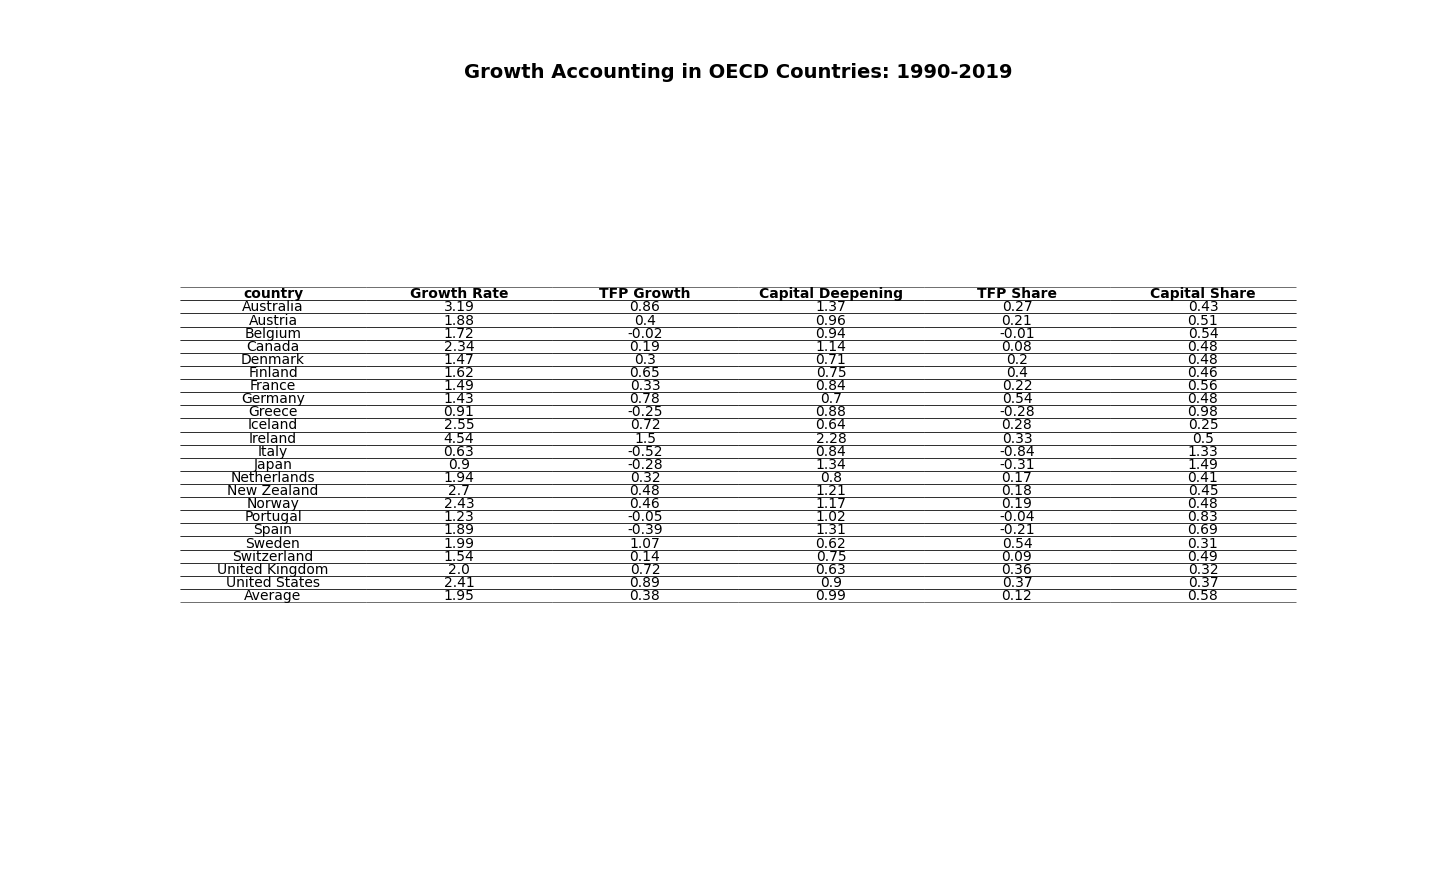 Growth Accounting in OECD Countries: 1990-2019
country Growth Rate TFP Growth Capital Deepening TFP Share Capital Share
Australia 3.19 0.86 1.37 0.27 0.43
Austria 1.88 0.4 0.96 0.21 0.51
Belgium 1.72 -0.02 0.94 -0.01 0.54
Canada 2.34 0.19 1.14 0.08 0.48
Denmark 1.47 0.3 0.71 0.2 0.48
Finland 1.62 0.65 0.75 0.4 0.46
France 1.49 0.33 0.84 0.22 0.56
Germany 1.43 0.78 0.7 0.54 0.48
Greece 0.91 -0.25 0.88 -0.28 0.98
Iceland 2.55 0.72 0.64 0.28 0.25
Ireland 4.54 1.5 2.28 0.33 0.5
Italy 0.63 -0.52 0.84 -0.84 1.33
Japan 0.9 -0.28 1.34 -0.31 1.49
Netherlands 1.94 0.32 0.8 0.17 0.41
New Zealand 2.7 0.48 1.21 0.18 0.45
Norway 2.43 0.46 1.17 0.19 0.48
Portugal 1.23 -0.05 1.02 -0.04 0.83
Spain 1.89 -0.39 1.31 -0.21 0.69
Sweden 1.99 1.07 0.62 0.54 0.31
Switzerland 1.54 0.14 0.75 0.09 0.49
United Kingdom 2.0 0.72 0.63 0.36 0.32
United States 2.41 0.89 0.9 0.37 0.37
Average 1.95 0.38 0.99 0.12 0.58